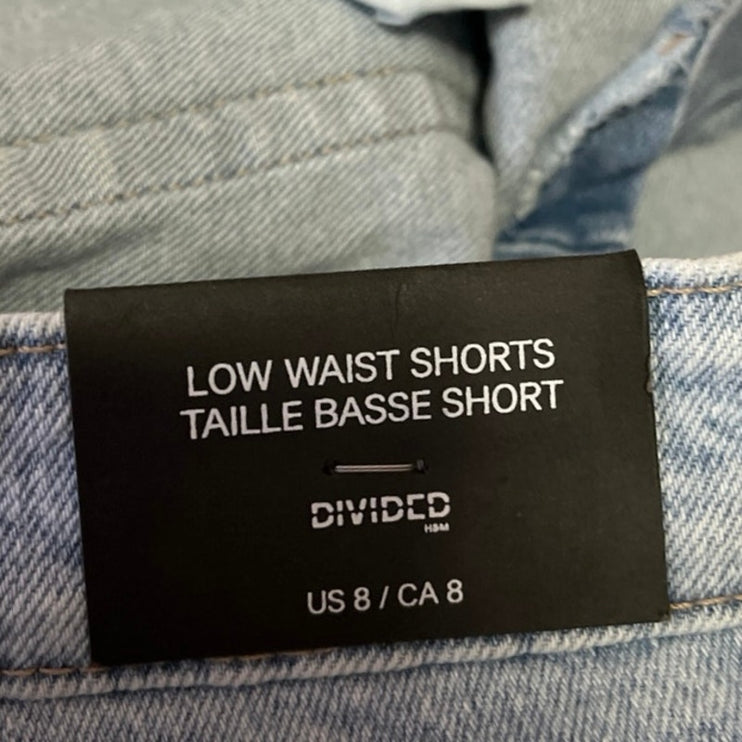 LOW WAIST SHORTS
TAILLE BASSE SHORT
DIVIDED
H&M
US 8 / CA 8